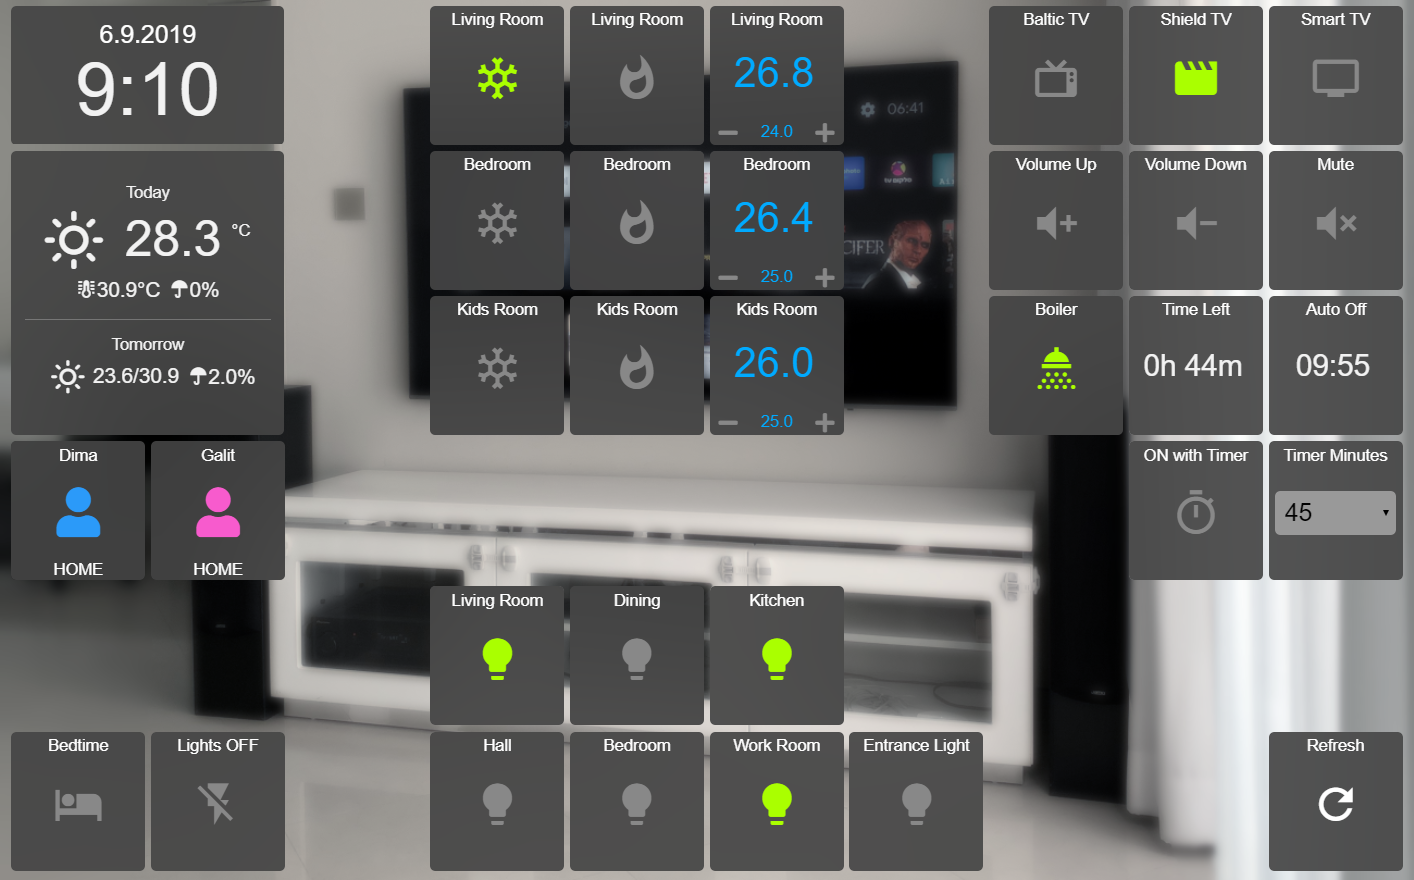 6.9.2019
9:10
Today
28.3 °C
30.9°C 0%
Tomorrow
23.6/30.9 2.0%
Dima
HOME
Galit
HOME
Bedtime
Lights OFF
Living Room
Living Room
Living Room
26.8
24.0
Bedroom
Bedroom
Bedroom
26.4
25.0
Kids Room
Kids Room
Kids Room
26.0
25.0
06:41
CIFER
Living Room
Dining
Kitchen
Hall
Bedroom
Work Room
Entrance Light
Baltic TV
Shield TV
Smart TV
Volume Up
Volume Down
Mute
Boiler
Time Left
0h 44m
Auto Off
09:55
ON with Timer
Timer Minutes
45
Refresh